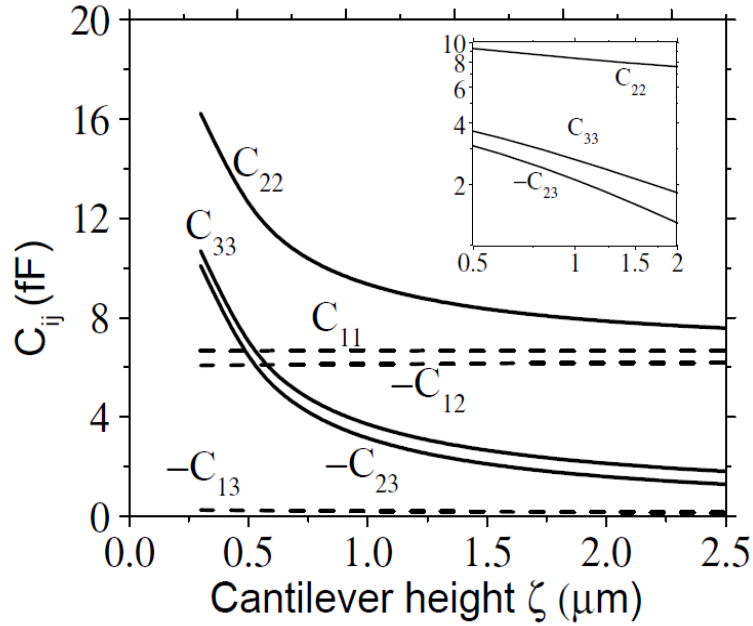 20
16
12
8
4
0
C_ij (fF)
C_22
C_33
C_11
−C_12
−C_13
−C_23
10
8
6
4
2
C_22
C_33
−C_23
0.5 1 1.5 2
0.0 0.5 1.0 1.5 2.0 2.5
Cantilever height ζ (μm)